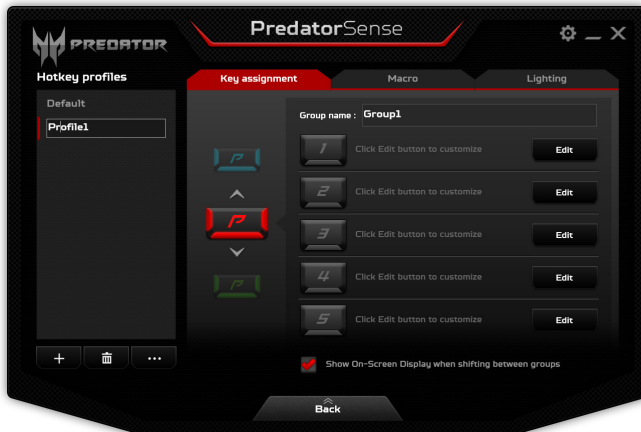 PREDATOR
PredatorSense
Hotkey profiles
Default
Profile1
Key assignment
Macro
Lighting
Group name : Group1
1 Click Edit button to customize Edit
2 Click Edit button to customize Edit
3 Click Edit button to customize Edit
4 Click Edit button to customize Edit
5 Click Edit button to customize Edit
P
P
P
Show On-Screen Display when shifting between groups
Back